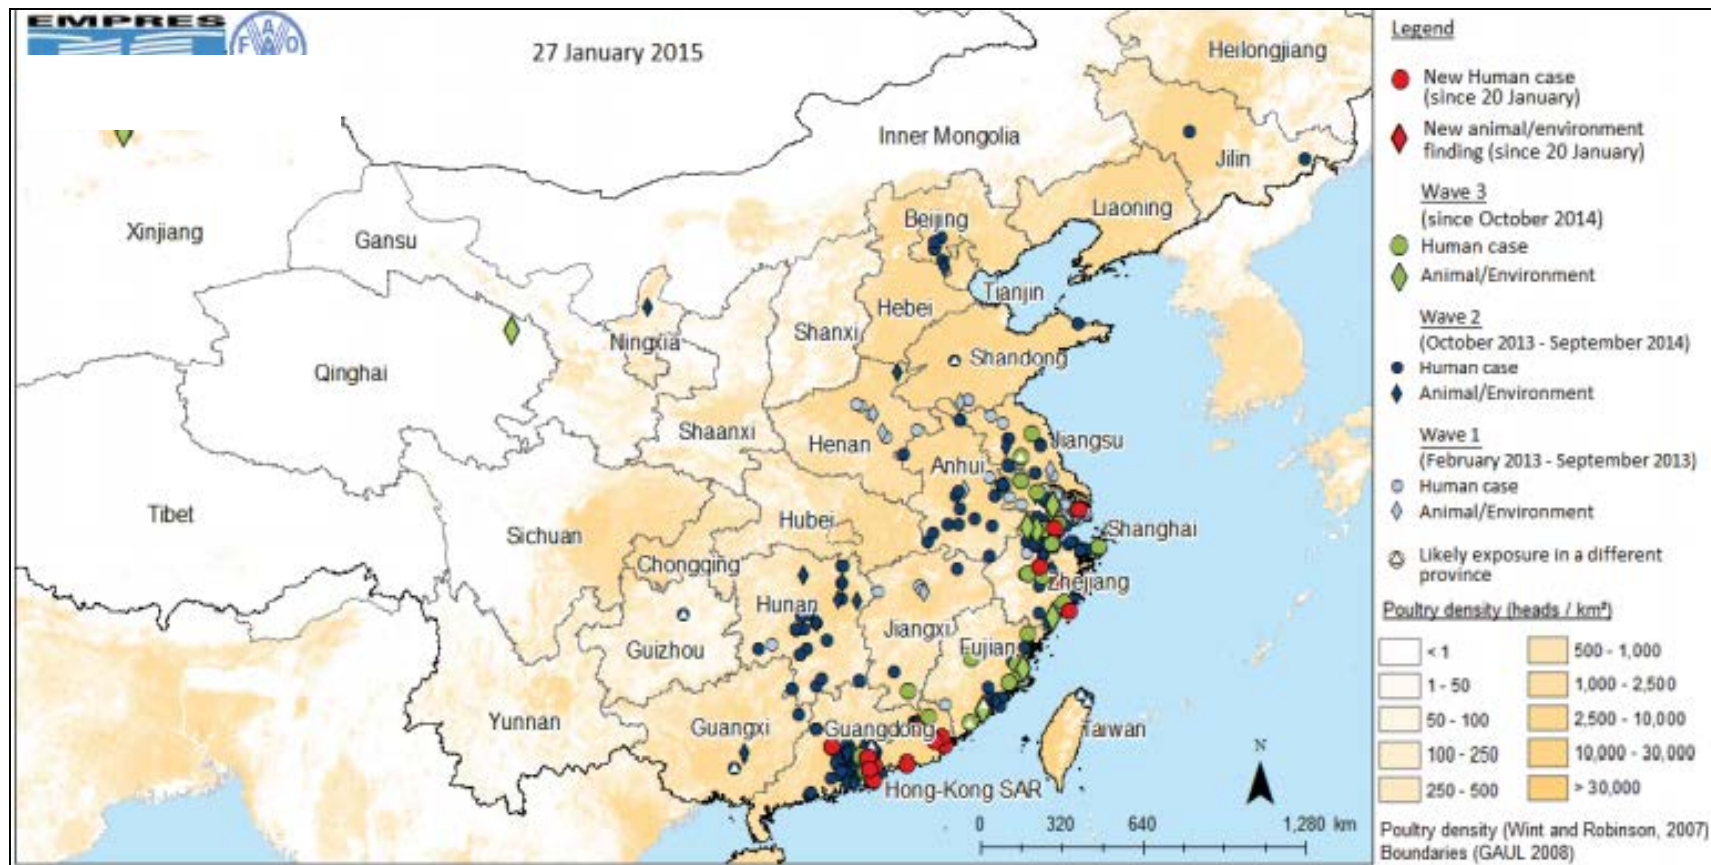 EMPRES
FAO
27 January 2015
Heilongjiang
Inner Mongolia
Jilin
Liaoning
Xinjiang
Gansu
Beijing
Tianjin
Hebei
Ningxia
Shanxi
Shandong
Qinghai
Shaanxi
Henan
Jiangsu
Anhui
Tibet
Sichuan
Hubei
Shanghai
Chongqing
Zhejiang
Hunan
Jiangxi
Guizhou
Fujian
Yunnan
Guangxi
Guangdong
Taiwan
Hong-Kong SAR
N
0 320 640 1,280 km
Legend
New Human case
(since 20 January)
New animal/environment
finding (since 20 January)
Wave 3
(since October 2014)
Human case
Animal/Environment
Wave 2
(October 2013 - September 2014)
Human case
Animal/Environment
Wave 1
(February 2013 - September 2013)
Human case
Animal/Environment
Likely exposure in a different
province
Poultry density (heads / km²)
< 1
1 - 50
50 - 100
100 - 250
250 - 500
500 - 1,000
1,000 - 2,500
2,500 - 10,000
10,000 - 30,000
> 30,000
Poultry density (Wint and Robinson, 2007)
Boundaries (GAUL 2008)